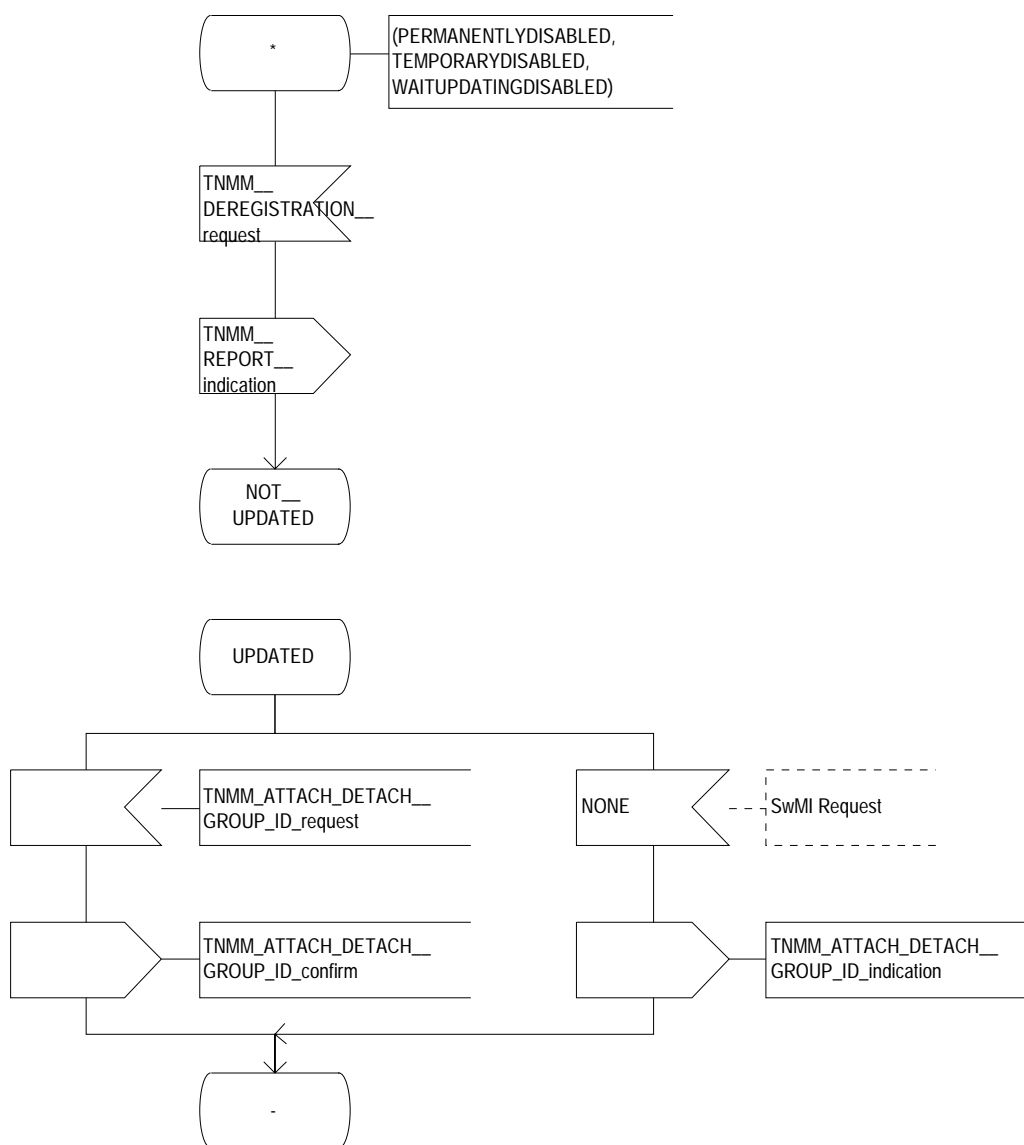 *
(PERMANENTLYDISABLED,
TEMPORARYDISABLED,
WAITUPDATINGDISABLED)
TNMM__
DEREGISTRATION__
request
TNMM__
REPORT__
indication
NOT__
UPDATED
UPDATED
TNMM_ATTACH_DETACH__
GROUP_ID_request
NONE
SwMI Request
TNMM_ATTACH_DETACH__
GROUP_ID_confirm
TNMM_ATTACH_DETACH__
GROUP_ID_indication
-